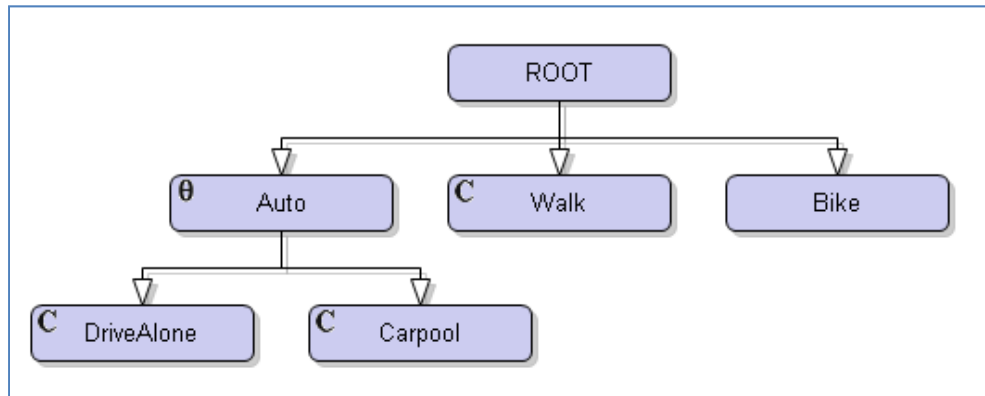 ROOT
θ Auto
C Walk
Bike
C DriveAlone
C Carpool